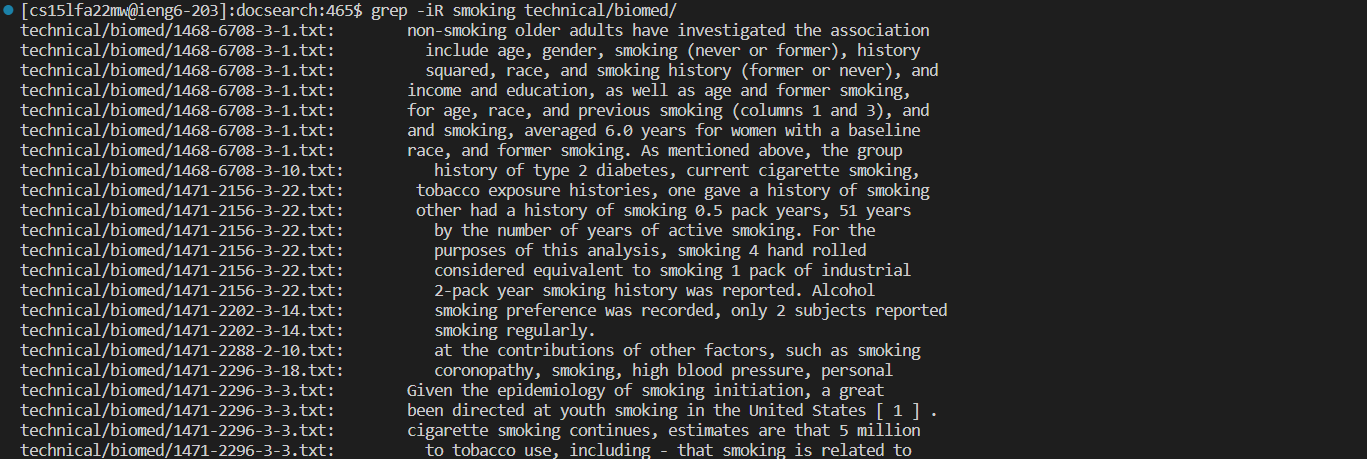 [cs15lfa22mw@ieng6-203]:docsearch:465$ grep -iR smoking technical/biomed/
technical/biomed/1468-6708-3-1.txt: non-smoking older adults have investigated the association
technical/biomed/1468-6708-3-1.txt: include age, gender, smoking (never or former), history
technical/biomed/1468-6708-3-1.txt: squared, race, and smoking history (former or never), and
technical/biomed/1468-6708-3-1.txt: income and education, as well as age and former smoking,
technical/biomed/1468-6708-3-1.txt: for age, race, and previous smoking (columns 1 and 3), and
technical/biomed/1468-6708-3-1.txt: and smoking, averaged 6.0 years for women with a baseline
technical/biomed/1468-6708-3-1.txt: race, and former smoking. As mentioned above, the group
technical/biomed/1468-6708-3-10.txt: history of type 2 diabetes, current cigarette smoking,
technical/biomed/1471-2156-3-22.txt: tobacco exposure histories, one gave a history of smoking
technical/biomed/1471-2156-3-22.txt: other had a history of smoking 0.5 pack years, 51 years
technical/biomed/1471-2156-3-22.txt: by the number of years of active smoking. For the
technical/biomed/1471-2156-3-22.txt: purposes of this analysis, smoking 4 hand rolled
technical/biomed/1471-2156-3-22.txt: considered equivalent to smoking 1 pack of industrial
technical/biomed/1471-2156-3-22.txt: 2-pack year smoking history was reported. Alcohol
technical/biomed/1471-2202-3-14.txt: smoking preference was recorded, only 2 subjects reported
technical/biomed/1471-2202-3-14.txt: smoking regularly.
technical/biomed/1471-2288-2-10.txt: at the contributions of other factors, such as smoking
technical/biomed/1471-2296-3-18.txt: coronopathy, smoking, high blood pressure, personal
technical/biomed/1471-2296-3-3.txt: Given the epidemiology of smoking initiation, a great
technical/biomed/1471-2296-3-3.txt: been directed at youth smoking in the United States [ 1 ] .
technical/biomed/1471-2296-3-3.txt: cigarette smoking continues, estimates are that 5 million
technical/biomed/1471-2296-3-3.txt: to tobacco use, including - that smoking is related to